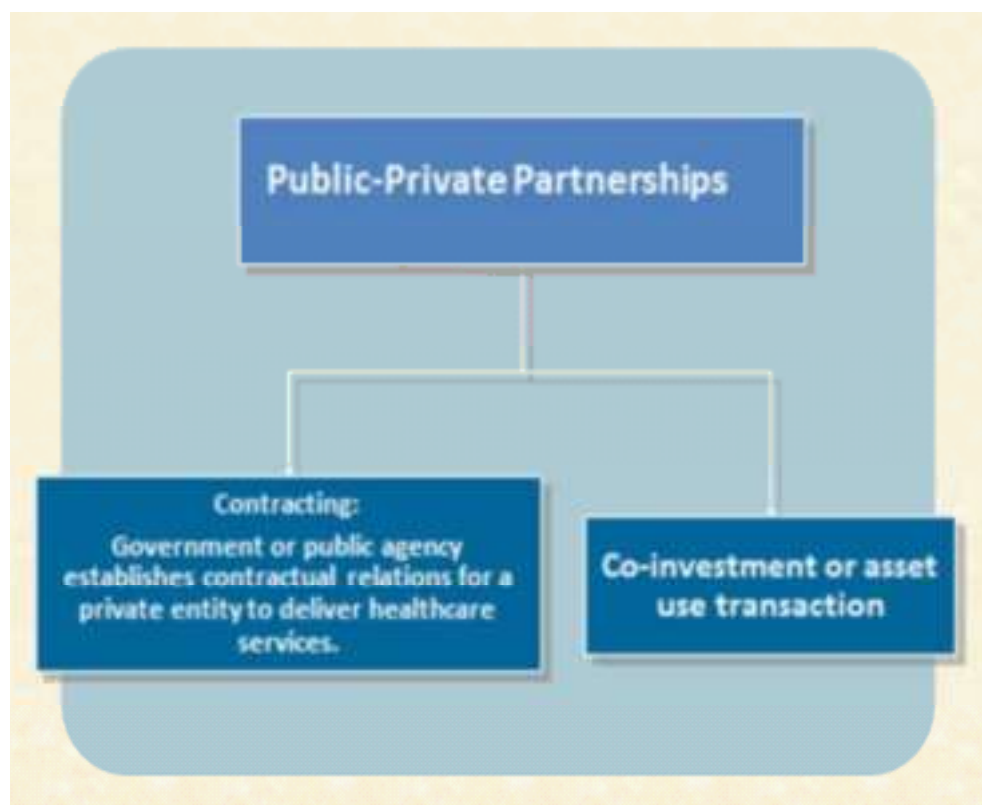 Public-Private Partnerships
Contracting:
Government or public agency
establishes contractual relations for a
private entity to deliver healthcare
services.
Co-investment or asset
use transaction